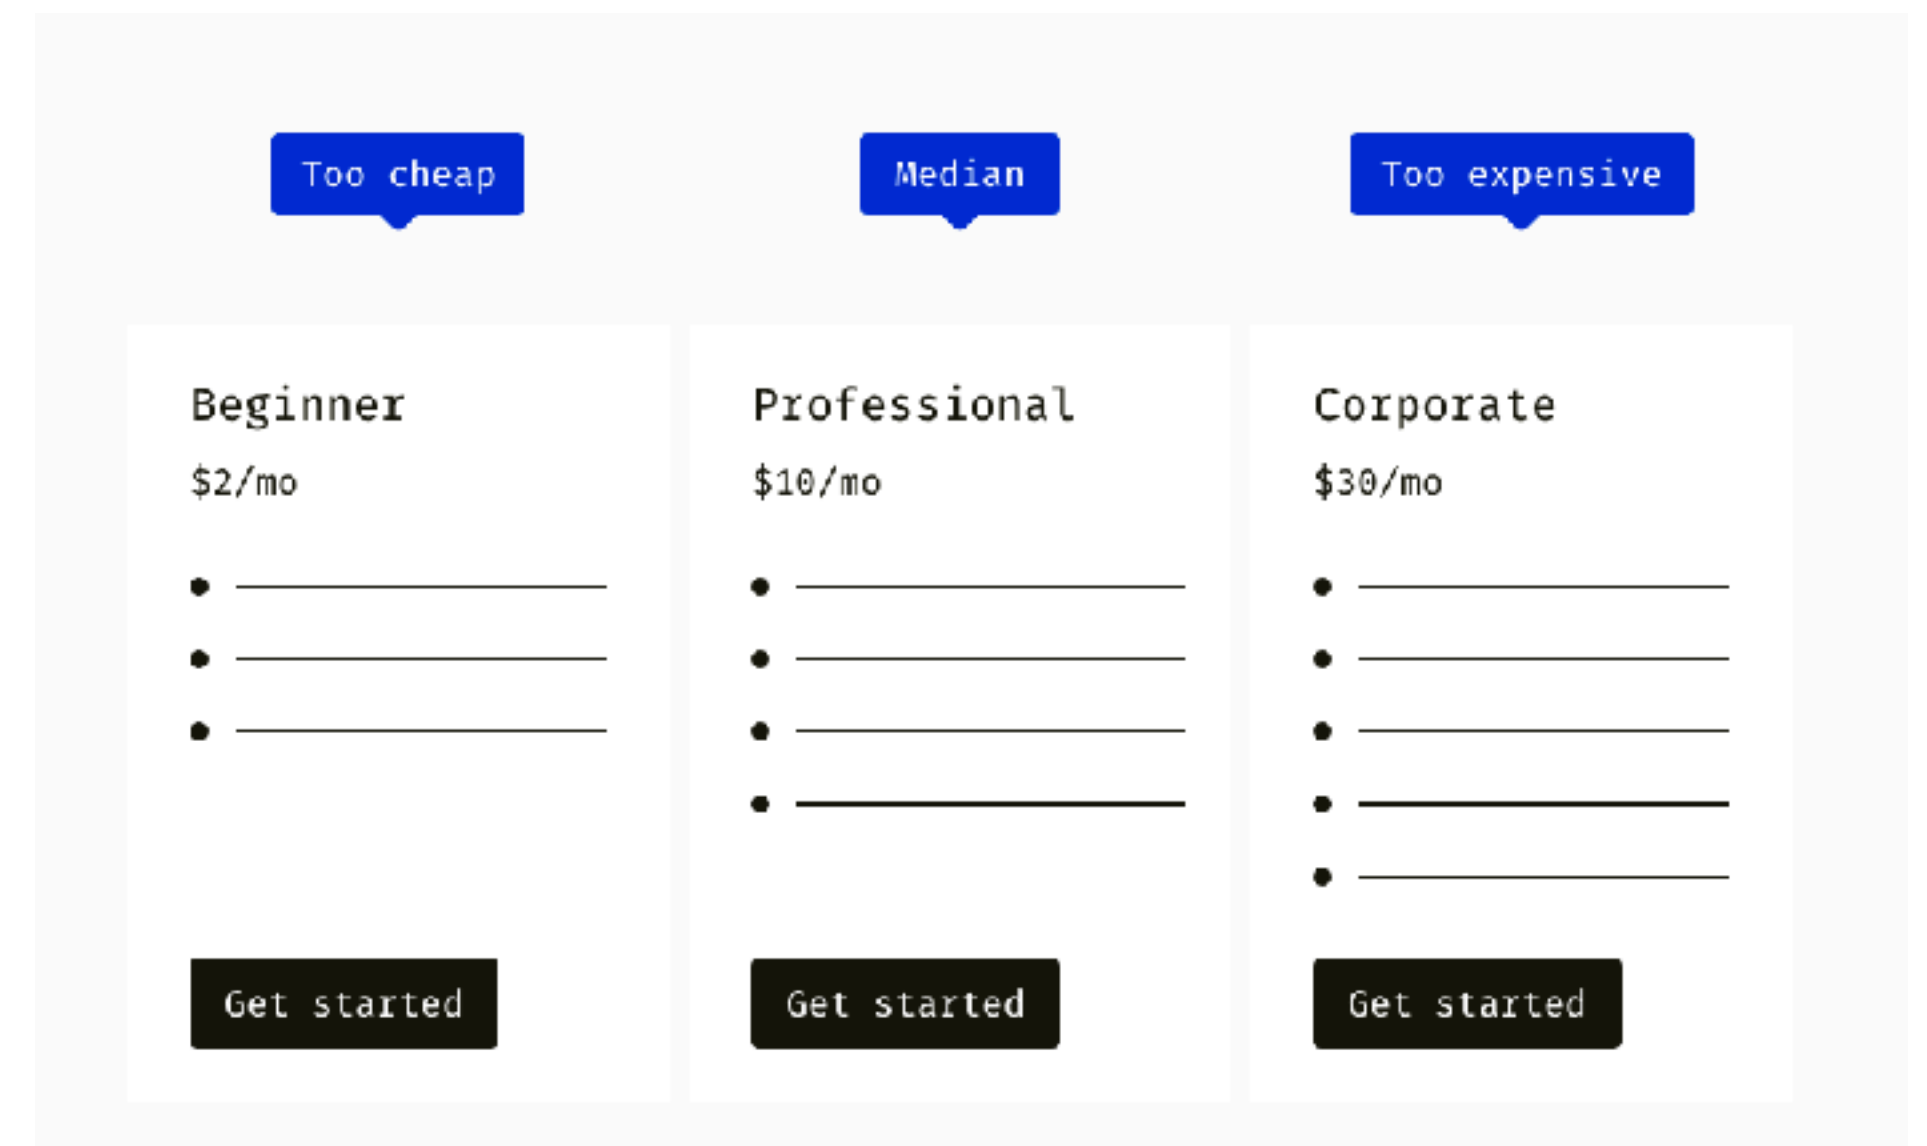 Too cheap
Median
Too expensive
Beginner
$2/mo
Get started
Professional
$10/mo
Get started
Corporate
$30/mo
Get started